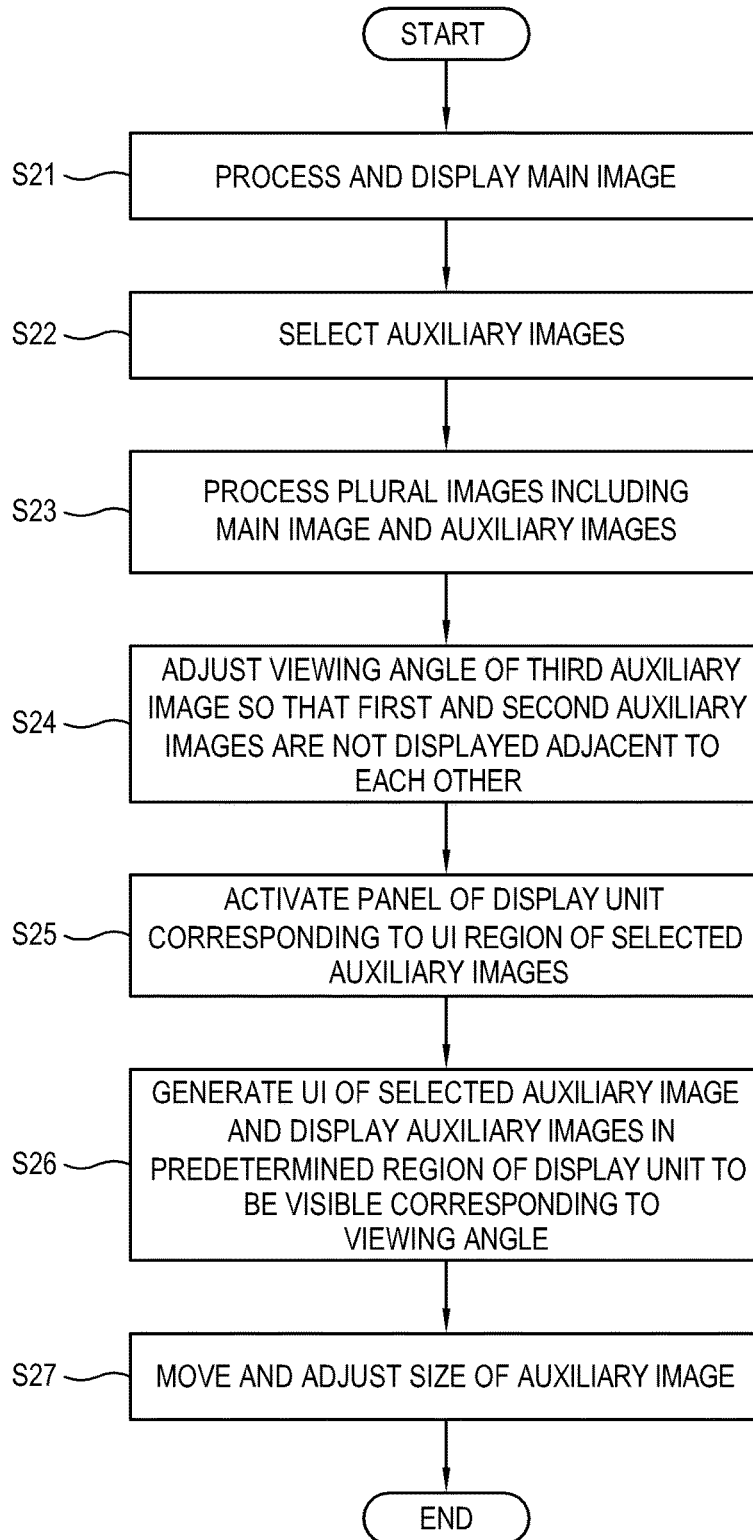 START
S21
PROCESS AND DISPLAY MAIN IMAGE
S22
SELECT AUXILIARY IMAGES
S23
PROCESS PLURAL IMAGES INCLUDING
MAIN IMAGE AND AUXILIARY IMAGES
S24
ADJUST VIEWING ANGLE OF THIRD AUXILIARY
IMAGE SO THAT FIRST AND SECOND AUXILIARY
IMAGES ARE NOT DISPLAYED ADJACENT TO
EACH OTHER
S25
ACTIVATE PANEL OF DISPLAY UNIT
CORRESPONDING TO UI REGION OF SELECTED
AUXILIARY IMAGES
S26
GENERATE UI OF SELECTED AUXILIARY IMAGE
AND DISPLAY AUXILIARY IMAGES IN
PREDETERMINED REGION OF DISPLAY UNIT TO
BE VISIBLE CORRESPONDING TO
VIEWING ANGLE
S27
MOVE AND ADJUST SIZE OF AUXILIARY IMAGE
END